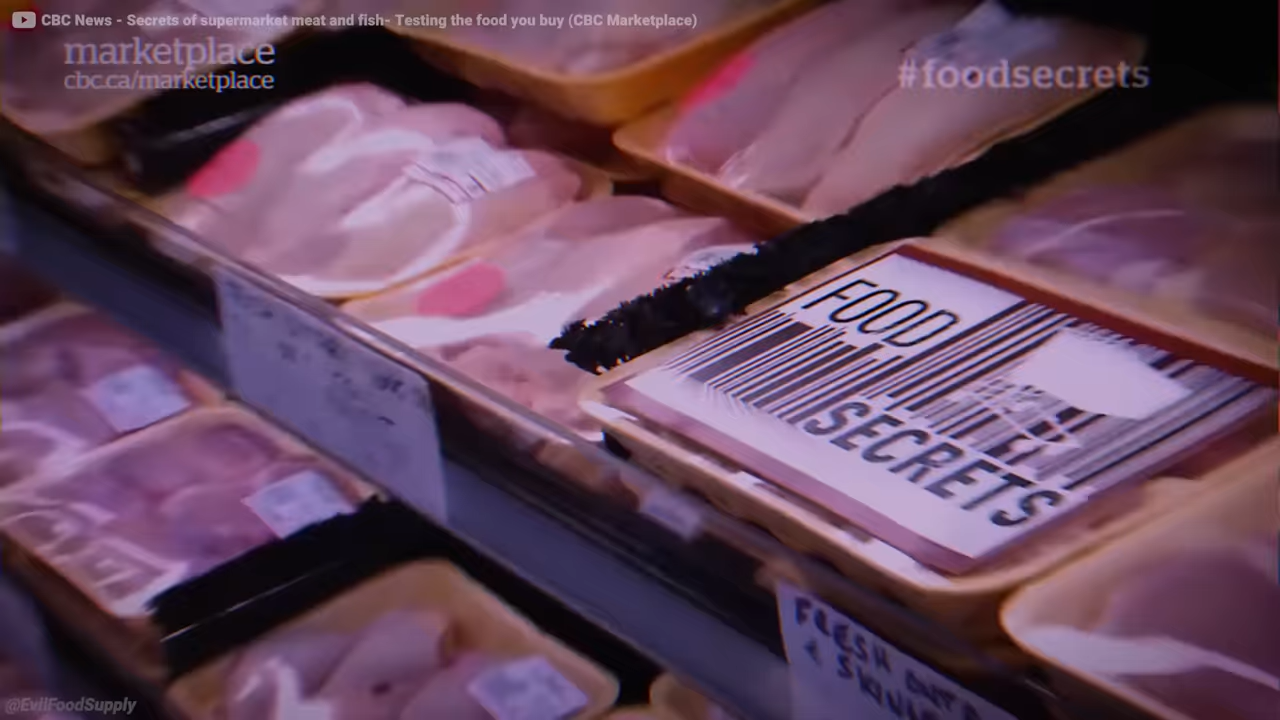 CBC News - Secrets of supermarket meat and fish- Testing the food you buy (CBC Marketplace)
marketplace
cbc.ca/marketplace
#foodsecrets
FOOD
SECRETS
FRESH
@EvilFoodSupply